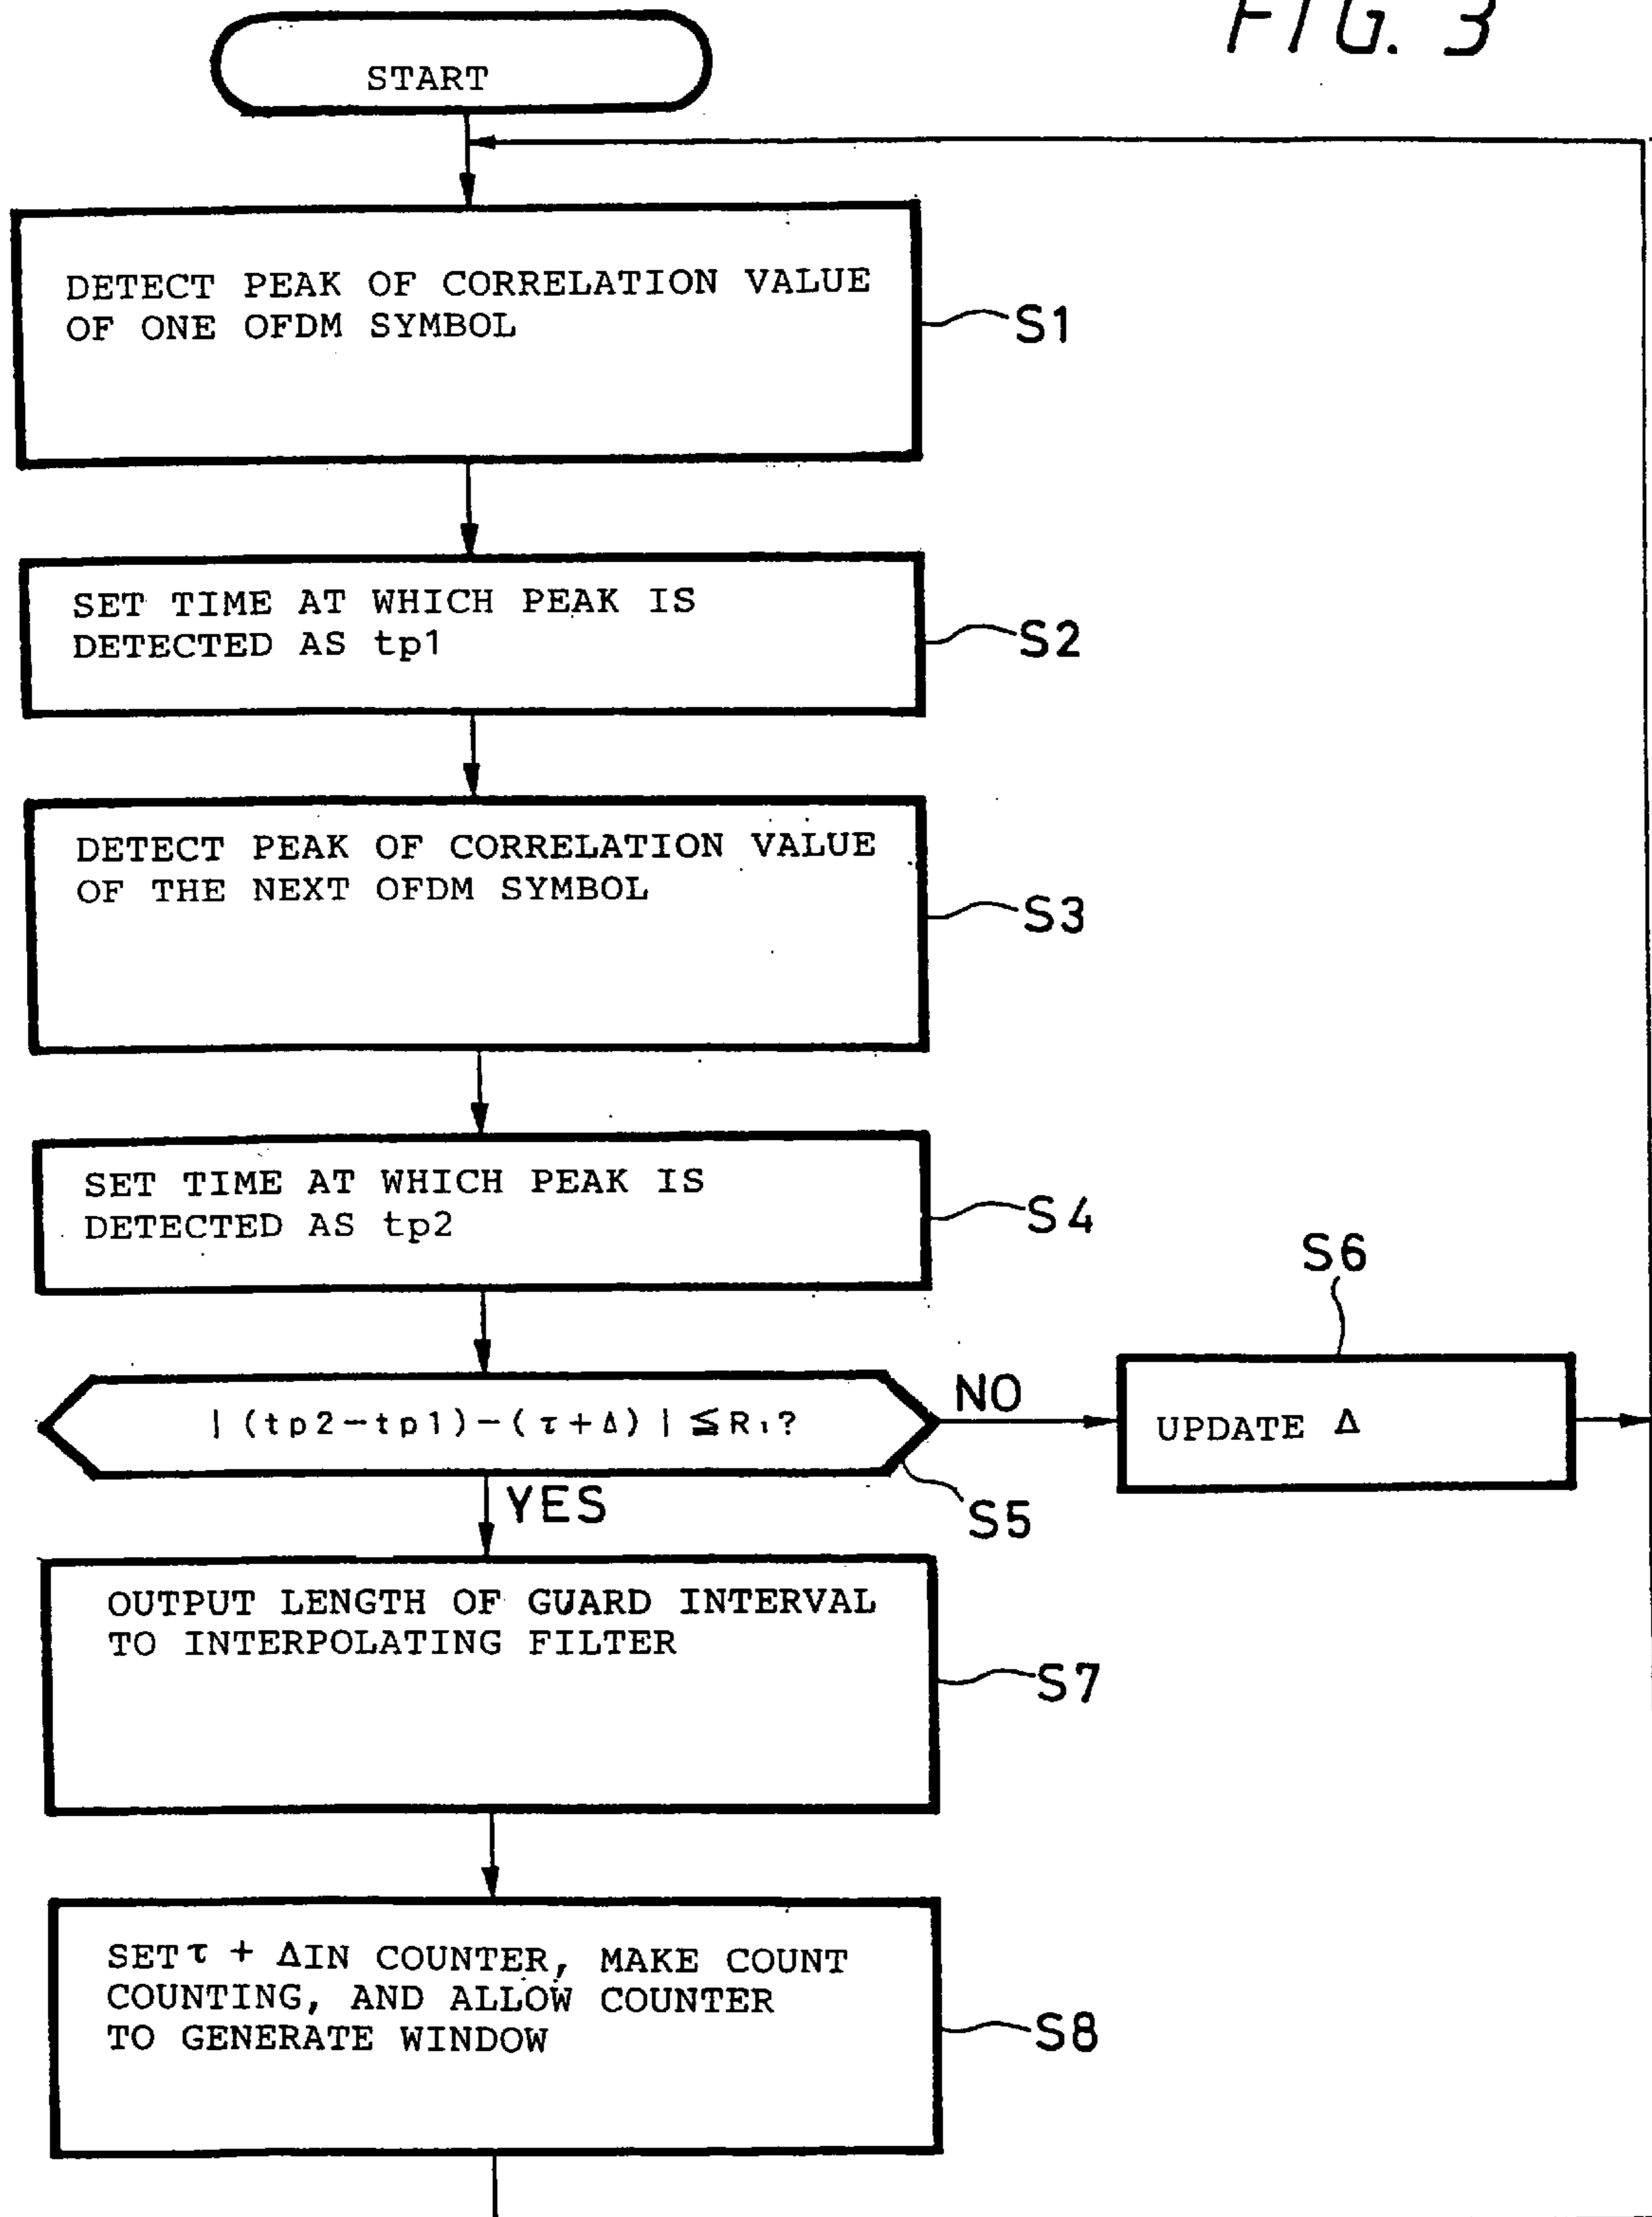 FIG. 3
START
DETECT PEAK OF CORRELATION VALUE
OF ONE OFDM SYMBOL
S1
SET TIME AT WHICH PEAK IS
DETECTED AS tp1
S2
DETECT PEAK OF CORRELATION VALUE
OF THE NEXT OFDM SYMBOL
S3
SET TIME AT WHICH PEAK IS
DETECTED AS tp2
S4
|(tp2-tp1)-(τ+Δ)|≦R₁?
S5
NO
S6
UPDATE Δ
YES
OUTPUT LENGTH OF GUARD INTERVAL
TO INTERPOLATING FILTER
S7
SET τ + Δ IN COUNTER, MAKE COUNT
COUNTING, AND ALLOW COUNTER
TO GENERATE WINDOW
S8